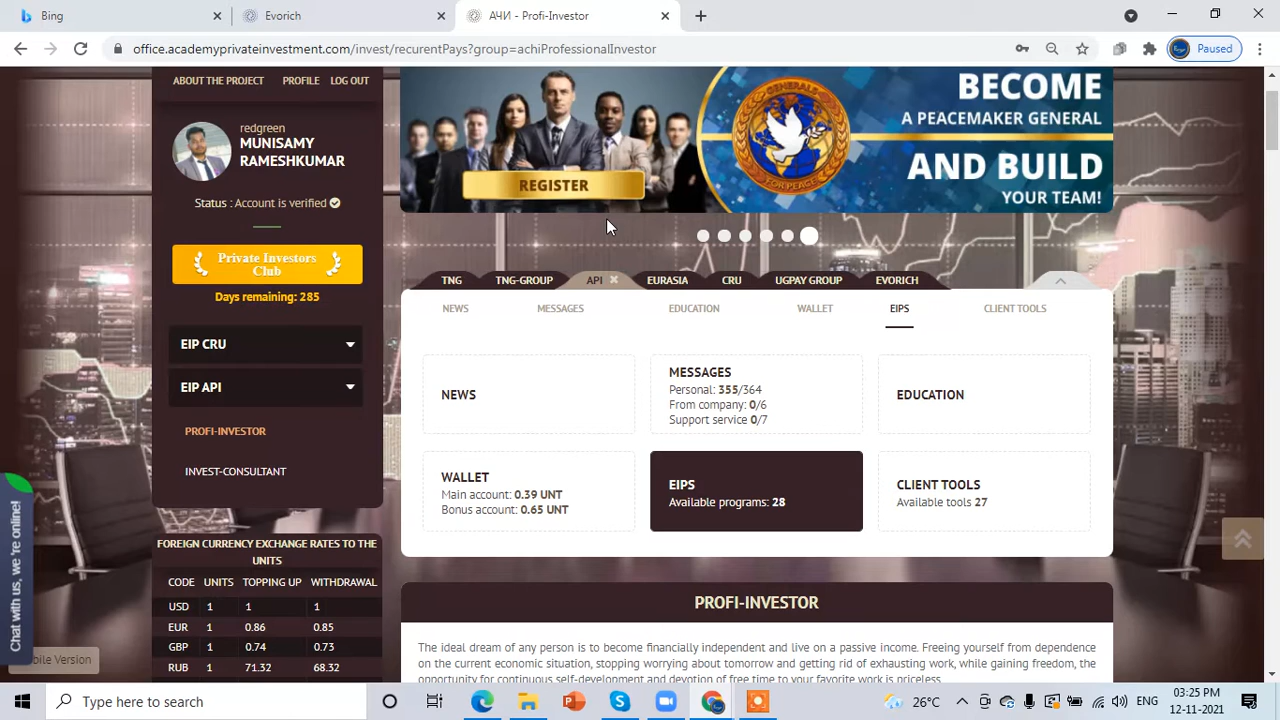 Bing
Evorich
АЧИ - Profi-Investor
office.academyprivateinvestment.com/invest/recurentPays?group=achiProfessionalInvestor
Paused
ABOUT THE PROJECT
PROFILE
LOG OUT
redgreen
MUNISAMY
RAMESHKUMAR
Status : Account is verified
Private Investors
Club
Days remaining: 285
EIP CRU
EIP API
PROFI-INVESTOR
INVEST-CONSULTANT
FOREIGN CURRENCY EXCHANGE RATES TO THE
UNITS
CODE UNITS TOPPING UP WITHDRAWAL
USD 1 1 1
EUR 1 0.86 0.85
GBP 1 0.74 0.73
RUB 1 71.32 68.32
Chat with us, we're online!
bile Version
REGISTER
GENERALS
FOR PEACE
BECOME
A PEACEMAKER GENERAL
AND BUILD
YOUR TEAM!
TNG
TNG-GROUP
API
EURASIA
CRU
UGPAY GROUP
EVORICH
NEWS
MESSAGES
EDUCATION
WALLET
EIPS
CLIENT TOOLS
NEWS
MESSAGES
Personal: 355/364
From company: 0/6
Support service 0/7
EDUCATION
WALLET
Main account: 0.39 UNT
Bonus account: 0.65 UNT
EIPS
Available programs: 28
CLIENT TOOLS
Available tools 27
PROFI-INVESTOR
The ideal dream of any person is to become financially independent and live on a passive income. Freeing yourself from dependence
on the current economic situation, stopping worrying about tomorrow and getting rid of exhausting work, while gaining freedom, the
opportunity for continuous self-development and devotion of free time to your favorite work is priceless.
Type here to search
26°C
ENG
03:25 PM
12-11-2021